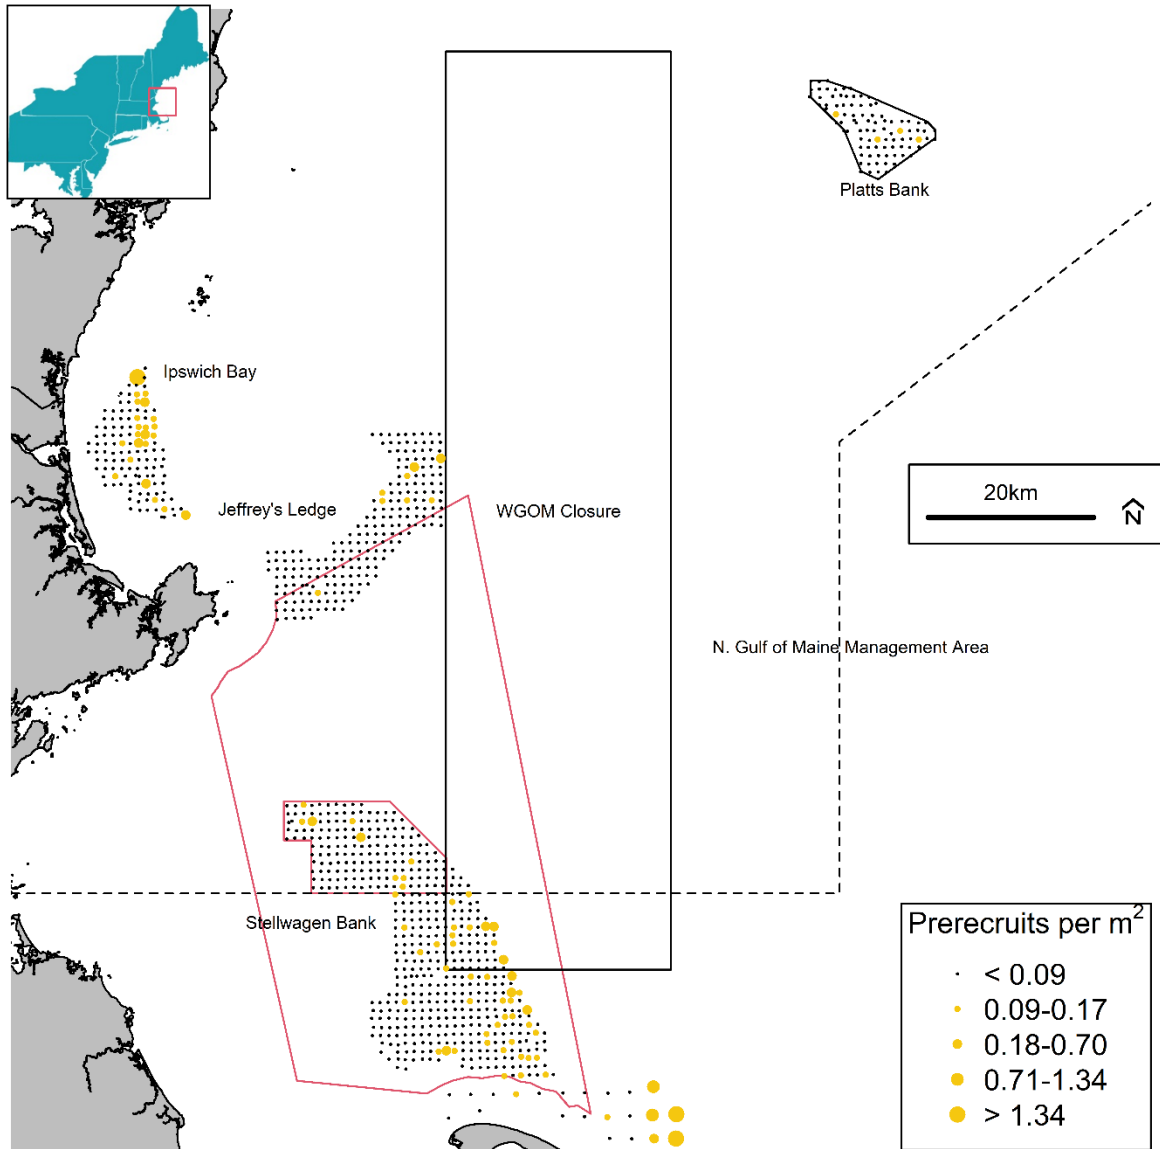 Platts Bank
Ipswich Bay
20km
N
Jeffrey's Ledge
WGOM Closure
N. Gulf of Maine Management Area
Stellwagen Bank
Prerecruits per m²
< 0.09
0.09-0.17
0.18-0.70
0.71-1.34
> 1.34